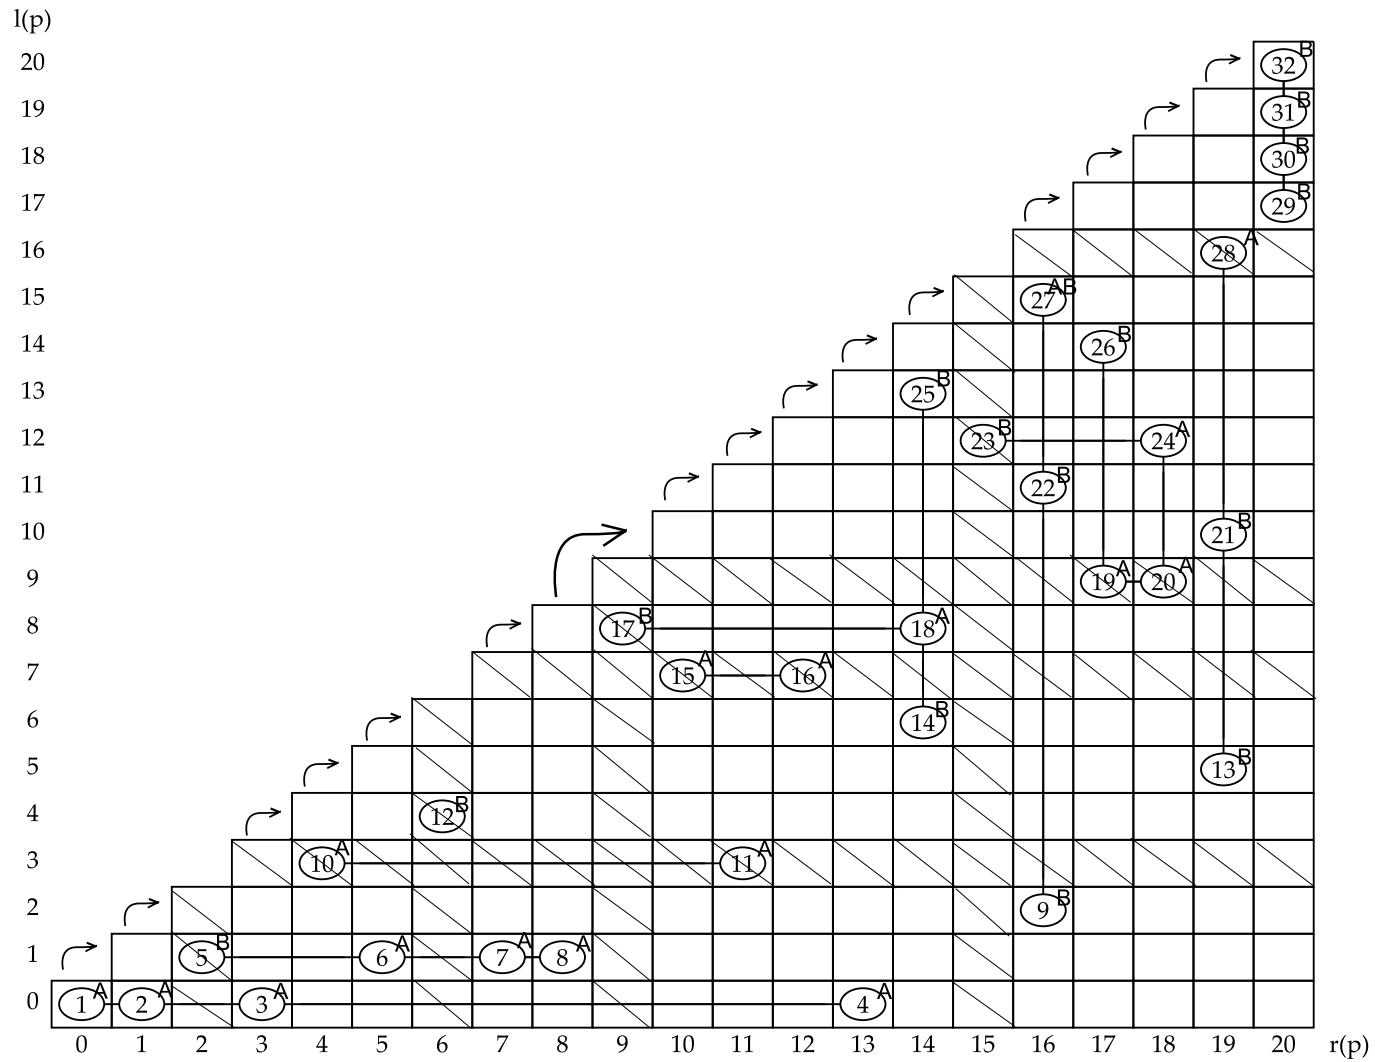 l(p)
20 32 B
19 31 B
18 30 B
17 29 B
16 28 A
15 27 AB
14 26 B
13 25 B
12 23 B 24 A
11 22 B
10 21 B
9 19 A 20 A
8 17 B 18 A
7 15 A 16 A
6 14 B
5 13 B
4 12 B
3 10 A 11 A
2 9 B
1 5 B 6 A 7 A 8 A
0 1 A 2 A 3 A 4 A
0 1 2 3 4 5 6 7 8 9 10 11 12 13 14 15 16 17 18 19 20 r(p)